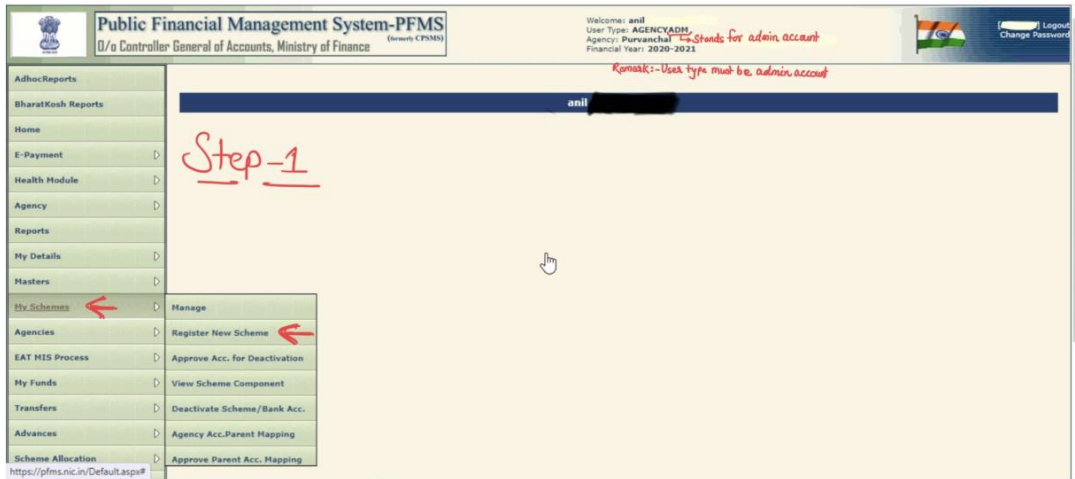 Public Financial Management System-PFMS
(formerly CPSMS)
O/o Controller General of Accounts, Ministry of Finance
Welcome: anil
User Type: AGENCYADM
Agency: Purvanchal
Financial Year: 2020-2021
Stands for admin account
Remark:- User type must be admin account
Logout
Change Password
AdhocReports
BharatKosh Reports
Home
E-Payment
Health Module
Agency
Reports
My Details
Masters
My Schemes
Agencies
EAT MIS Process
My Funds
Transfers
Advances
Scheme Allocation
anil
Step-1
Manage
Register New Scheme
Approve Acc. for Deactivation
View Scheme Component
Deactivate Scheme/Bank Acc.
Agency Acc.Parent Mapping
Approve Parent Acc. Mapping
https://pfms.nic.in/Default.aspx#